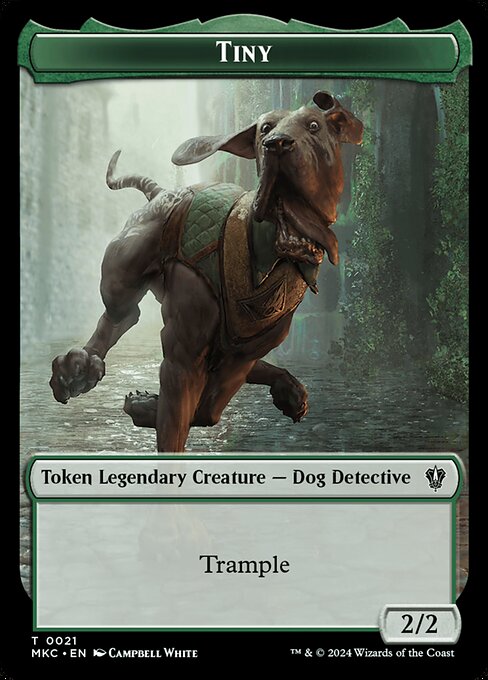 Tiny
Token Legendary Creature — Dog Detective
Trample
2/2
T 0021
MKC • EN Campbell White
™ & © 2024 Wizards of the Coast